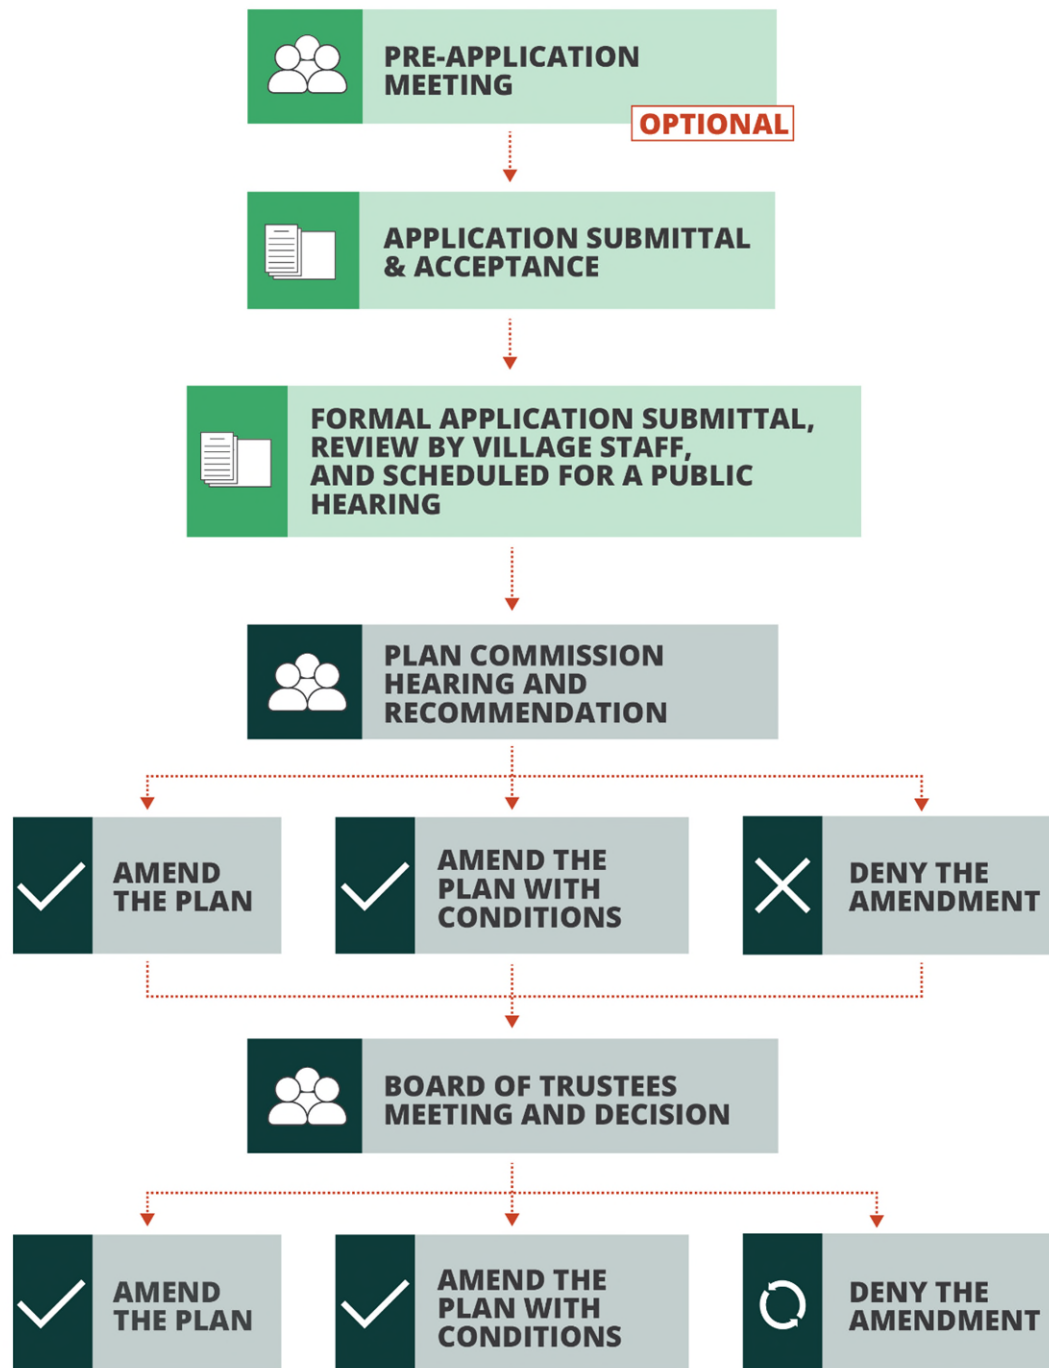 PRE-APPLICATION
MEETING
OPTIONAL
APPLICATION SUBMITTAL
& ACCEPTANCE
FORMAL APPLICATION SUBMITTAL,
REVIEW BY VILLAGE STAFF,
AND SCHEDULED FOR A PUBLIC
HEARING
PLAN COMMISSION
HEARING AND
RECOMMENDATION
AMEND
THE PLAN
AMEND THE
PLAN WITH
CONDITIONS
DENY THE
AMENDMENT
BOARD OF TRUSTEES
MEETING AND DECISION
AMEND
THE PLAN
AMEND THE
PLAN WITH
CONDITIONS
DENY THE
AMENDMENT